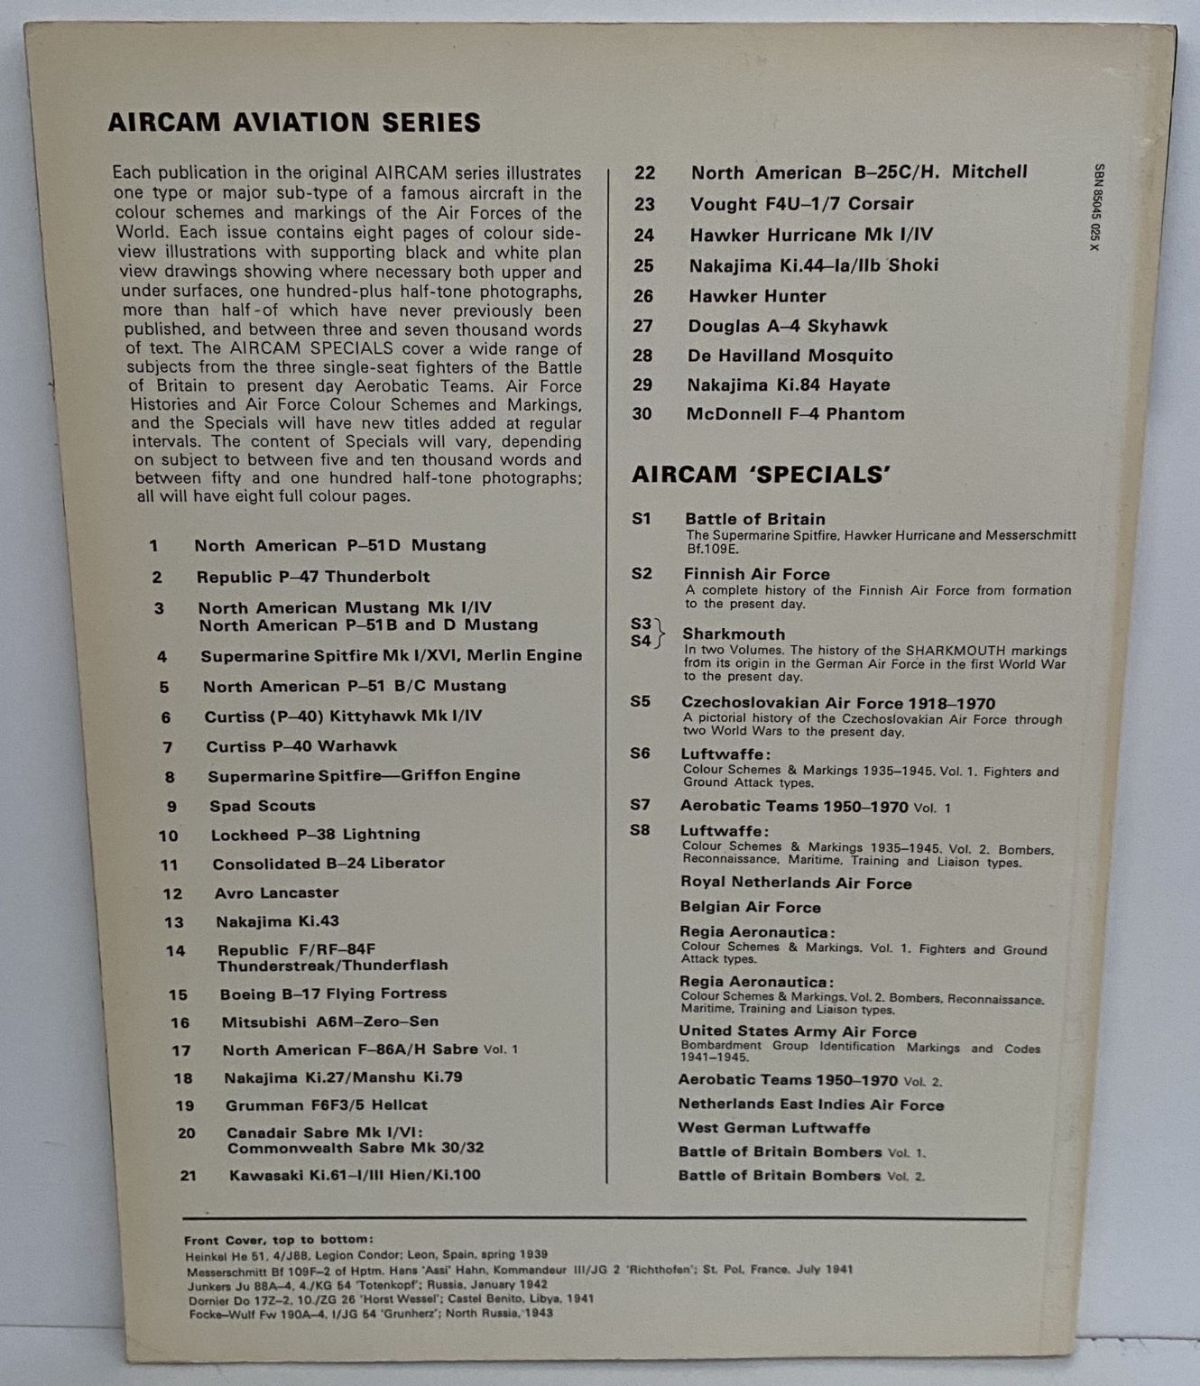 AIRCAM AVIATION SERIES
Each publication in the original AIRCAM series illustrates
one type or major sub-type of a famous aircraft in the
colour schemes and markings of the Air Forces of the
World. Each issue contains eight pages of colour side-
view illustrations with supporting black and white plan
view drawings showing where necessary both upper and
under surfaces, one hundred-plus half-tone photographs,
more than half-of which have never previously been
published, and between three and seven thousand words
of text. The AIRCAM SPECIALS cover a wide range of
subjects from the three single-seat fighters of the Battle
of Britain to present day Aerobatic Teams. Air Force
Histories and Air Force Colour Schemes and Markings,
and the Specials will have new titles added at regular
intervals. The content of Specials will vary, depending
on subject to between five and ten thousand words and
between fifty and one hundred half-tone photographs;
all will have eight full colour pages.
1 North American P–51D Mustang
2 Republic P–47 Thunderbolt
3 North American Mustang Mk I/IV
North American P–51B and D Mustang
4 Supermarine Spitfire Mk I/XVI, Merlin Engine
5 North American P–51 B/C Mustang
6 Curtiss (P–40) Kittyhawk Mk I/IV
7 Curtiss P–40 Warhawk
8 Supermarine Spitfire—Griffon Engine
9 Spad Scouts
10 Lockheed P–38 Lightning
11 Consolidated B–24 Liberator
12 Avro Lancaster
13 Nakajima Ki.43
14 Republic F/RF–84F
Thunderstreak/Thunderflash
15 Boeing B–17 Flying Fortress
16 Mitsubishi A6M–Zero–Sen
17 North American F–86A/H Sabre Vol. 1
18 Nakajima Ki.27/Manshu Ki.79
19 Grumman F6F3/5 Hellcat
20 Canadair Sabre Mk I/VI:
Commonwealth Sabre Mk 30/32
21 Kawasaki Ki.61–I/III Hien/Ki.100
22 North American B–25C/H. Mitchell
23 Vought F4U–1/7 Corsair
24 Hawker Hurricane Mk I/IV
25 Nakajima Ki.44–Ia/IIb Shoki
26 Hawker Hunter
27 Douglas A–4 Skyhawk
28 De Havilland Mosquito
29 Nakajima Ki.84 Hayate
30 McDonnell F–4 Phantom
AIRCAM ‘SPECIALS’
S1 Battle of Britain
The Supermarine Spitfire, Hawker Hurricane and Messerschmitt
Bf.109E.
S2 Finnish Air Force
A complete history of the Finnish Air Force from formation
to the present day.
S3
S4 Sharkmouth
In two Volumes. The history of the SHARKMOUTH markings
from its origin in the German Air Force in the first World War
to the present day.
S5 Czechoslovakian Air Force 1918–1970
A pictorial history of the Czechoslovakian Air Force through
two World Wars to the present day.
S6 Luftwaffe:
Colour Schemes & Markings 1935–1945. Vol. 1. Fighters and
Ground Attack types.
S7 Aerobatic Teams 1950–1970 Vol. 1
S8 Luftwaffe:
Colour Schemes & Markings 1935–1945. Vol. 2. Bombers,
Reconnaissance, Maritime, Training and Liaison types.
Royal Netherlands Air Force
Belgian Air Force
Regia Aeronautica:
Colour Schemes & Markings. Vol. 1. Fighters and Ground
Attack types.
Regia Aeronautica:
Colour Schemes & Markings. Vol. 2. Bombers, Reconnaissance,
Maritime, Training and Liaison types.
United States Army Air Force
Bombardment Group Identification Markings and Codes
1941–1945.
Aerobatic Teams 1950–1970 Vol. 2.
Netherlands East Indies Air Force
West German Luftwaffe
Battle of Britain Bombers Vol. 1.
Battle of Britain Bombers Vol. 2.
SBN 85045 025 X
Front Cover, top to bottom:
Heinkel He 51, 4/J88, Legion Condor; Leon, Spain, spring 1939
Messerschmitt Bf 109F–2 of Hptm. Hans ‘Assi’ Hahn, Kommandeur III/JG 2 ‘Richthofen’; St. Pol, France, July 1941
Junkers Ju 88A–4, 4./KG 54 ‘Totenkopf’; Russia, January 1942
Dornier Do 17Z–2, 10./ZG 26 ‘Horst Wessel’; Castel Benito, Libya, 1941
Focke–Wulf Fw 190A–4, I/JG 54 ‘Grunherz’; North Russia, 1943